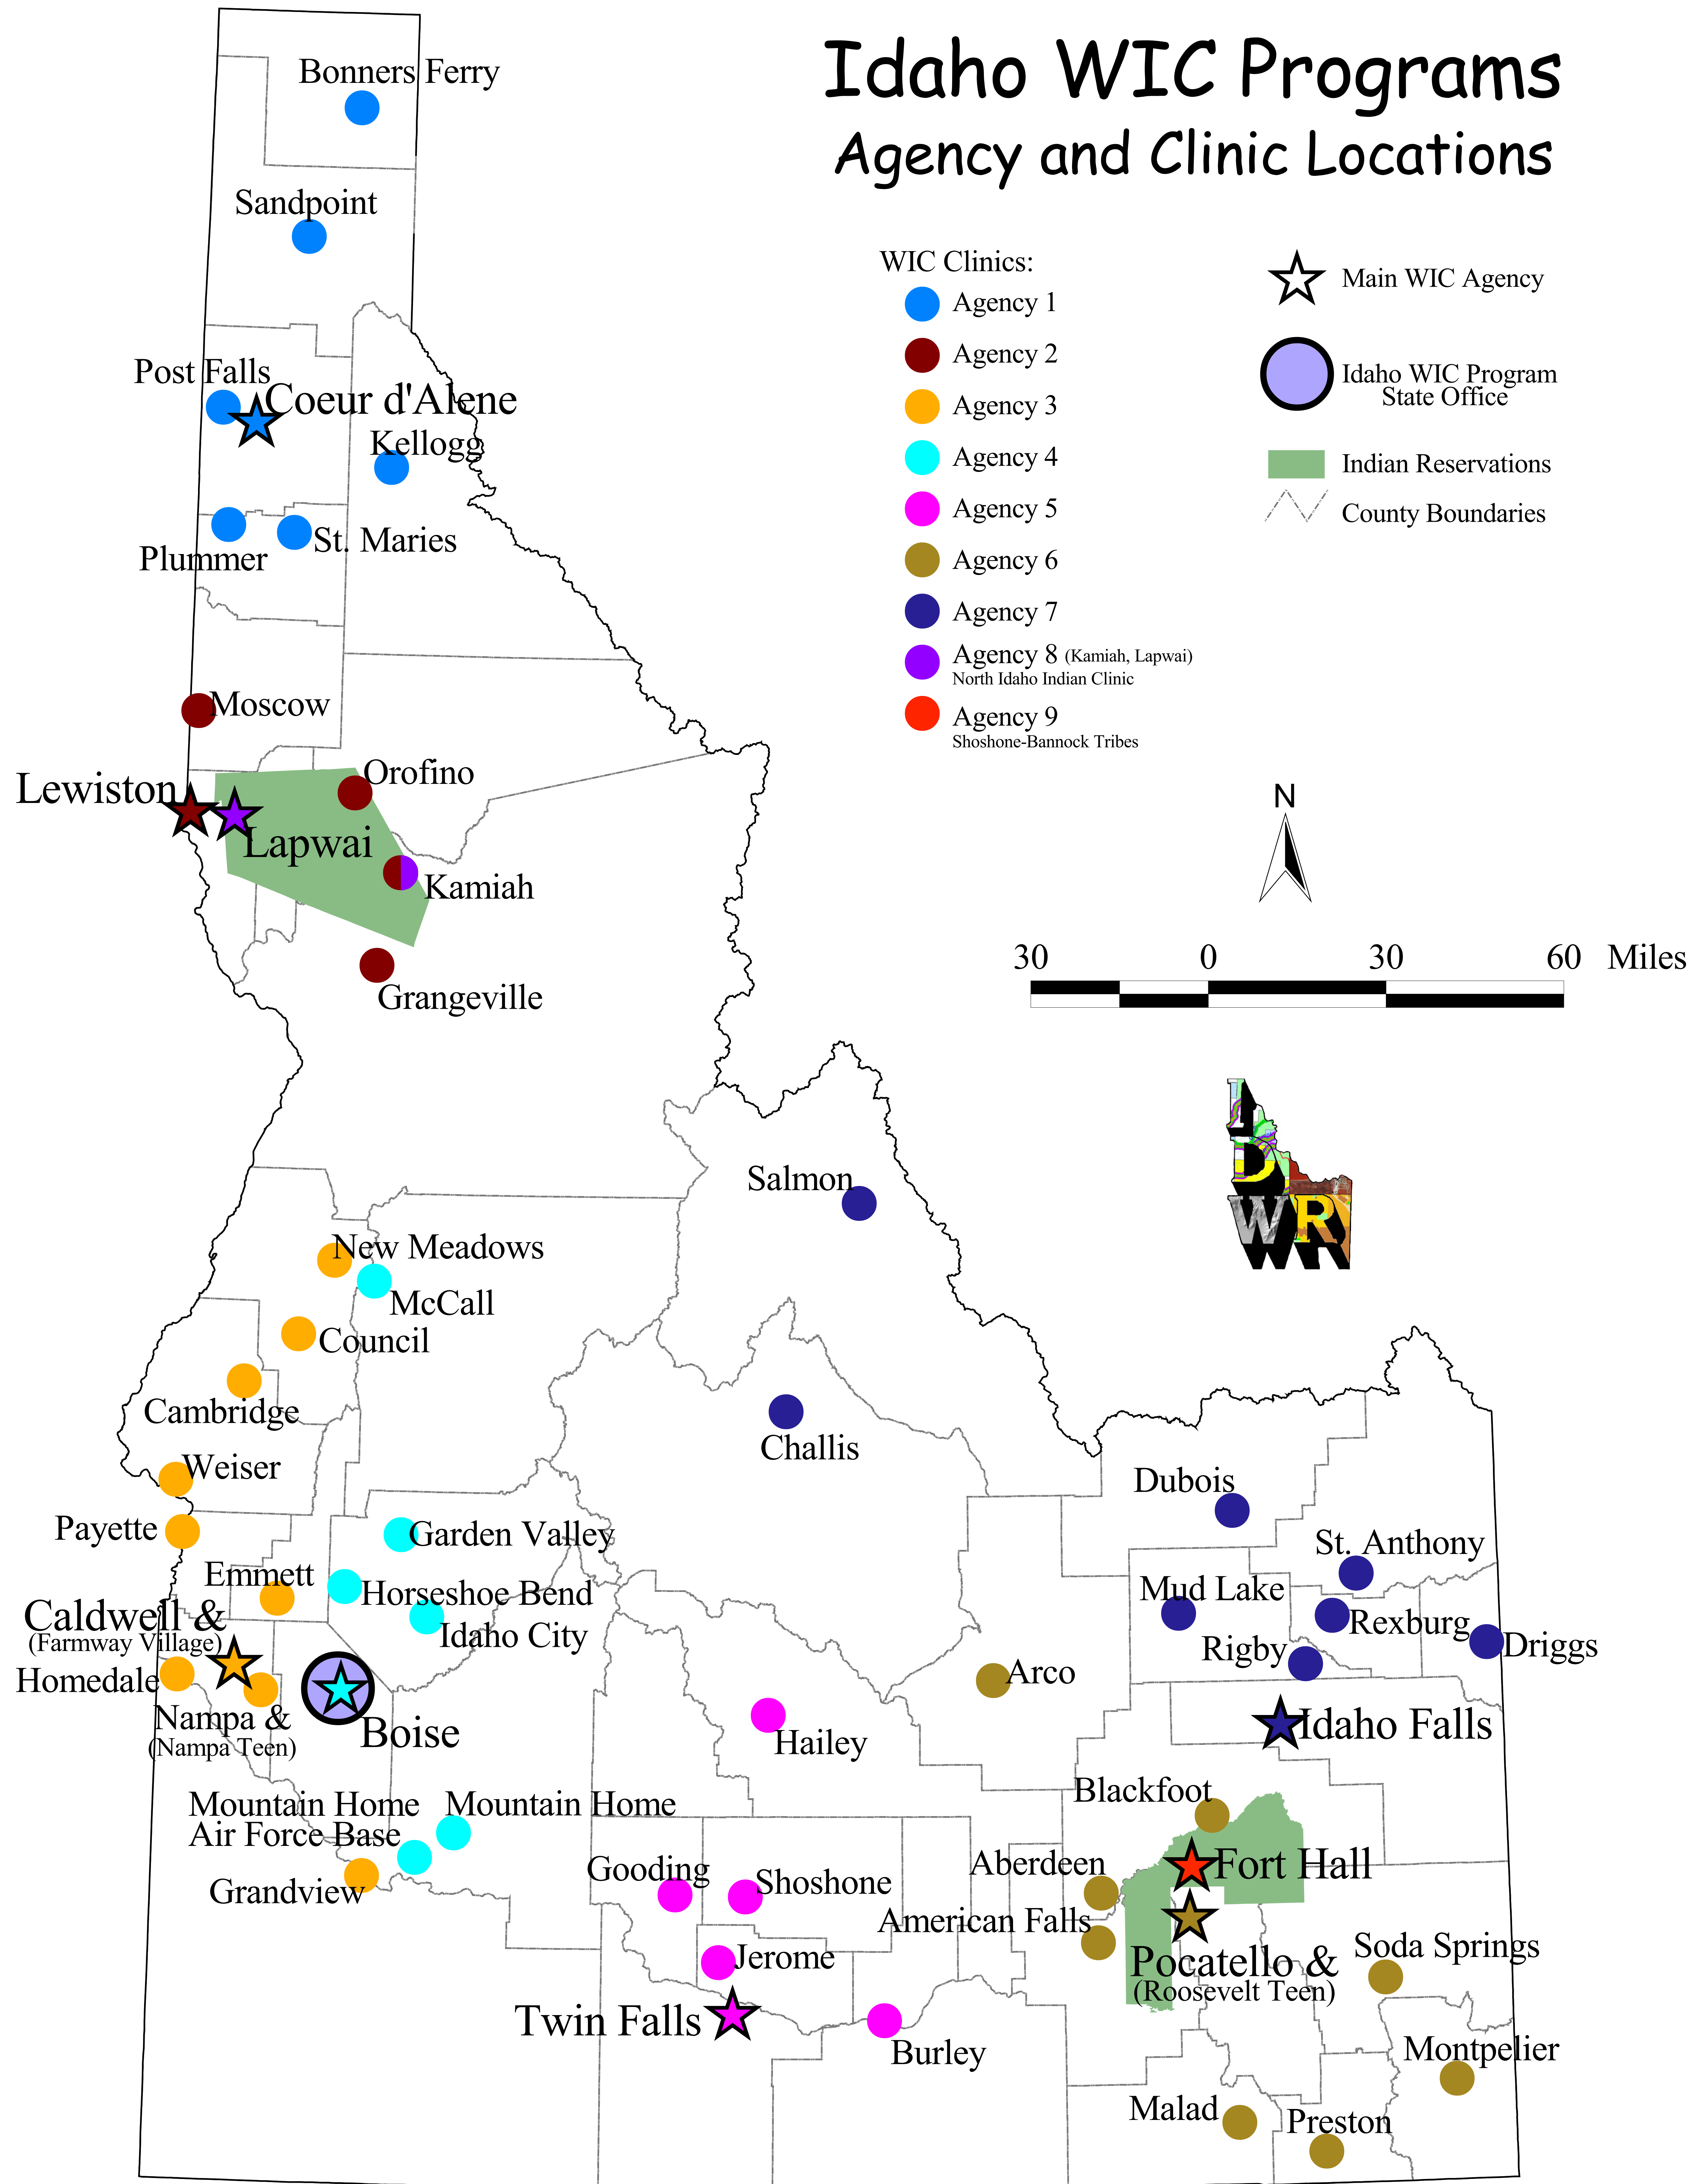 Idaho WIC Programs
Agency and Clinic Locations
WIC Clinics:
Agency 1
Agency 2
Agency 3
Agency 4
Agency 5
Agency 6
Agency 7
Agency 8 (Kamiah, Lapwai)
North Idaho Indian Clinic
Agency 9
Shoshone-Bannock Tribes
Main WIC Agency
Idaho WIC Program
State Office
Indian Reservations
County Boundaries
N
30 0 30 60 Miles
IDWR
Bonners Ferry
Sandpoint
Post Falls
Coeur d'Alene
Kellogg
Plummer
St. Maries
Moscow
Lewiston
Orofino
Lapwai
Kamiah
Grangeville
Salmon
New Meadows
McCall
Council
Cambridge
Challis
Weiser
Payette
Garden Valley
Emmett
Horseshoe Bend
Caldwell &
(Farmway Village)
Idaho City
Homedale
Nampa &
(Nampa Teen)
Boise
Dubois
St. Anthony
Mud Lake
Rexburg
Rigby
Driggs
Arco
Idaho Falls
Hailey
Blackfoot
Mountain Home
Air Force Base
Mountain Home
Grandview
Gooding
Shoshone
Aberdeen
Fort Hall
American Falls
Jerome
Pocatello &
(Roosevelt Teen)
Soda Springs
Twin Falls
Burley
Montpelier
Malad
Preston